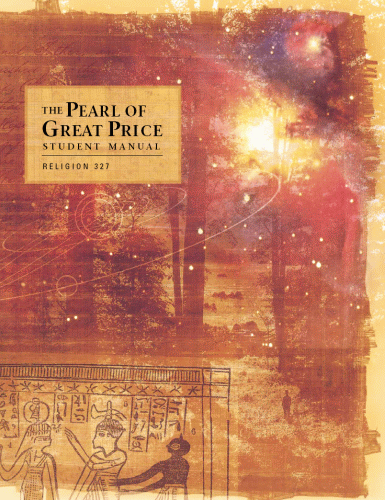 THE PEARL OF
GREAT PRICE
STUDENT MANUAL
RELIGION 327